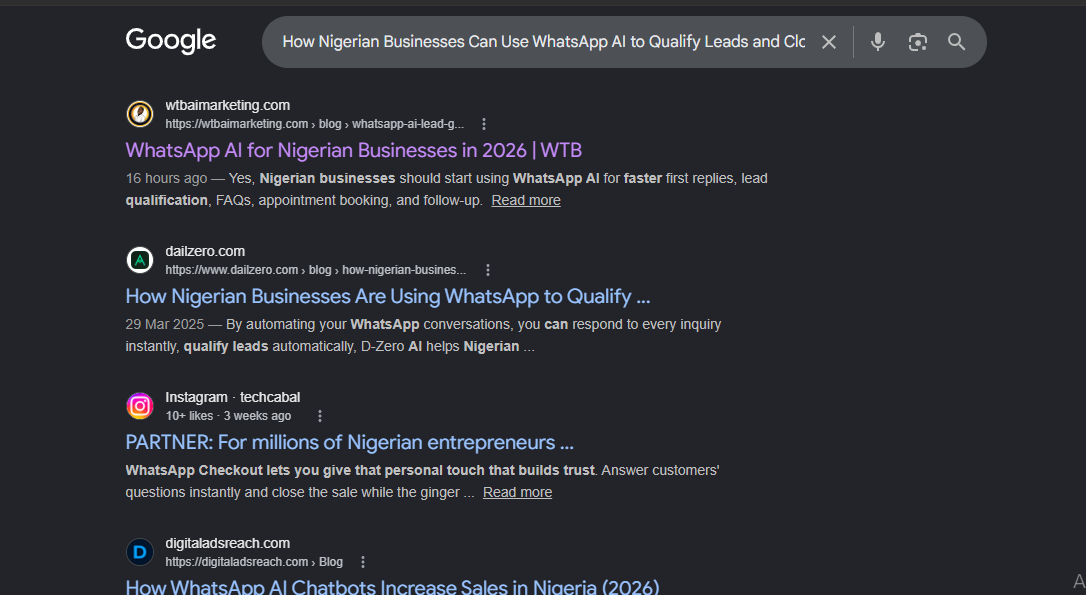 Google
How Nigerian Businesses Can Use WhatsApp AI to Qualify Leads and Clo
wtbaimarketing.com
https://wtbaimarketing.com › blog › whatsapp-ai-lead-g...
WhatsApp AI for Nigerian Businesses in 2026 | WTB
16 hours ago — Yes, Nigerian businesses should start using WhatsApp AI for faster first replies, lead
qualification, FAQs, appointment booking, and follow-up. Read more
dailzero.com
https://www.dailzero.com › blog › how-nigerian-busines...
How Nigerian Businesses Are Using WhatsApp to Qualify ...
29 Mar 2025 — By automating your WhatsApp conversations, you can respond to every inquiry
instantly, qualify leads automatically, D-Zero AI helps Nigerian ...
Instagram · techcabal
10+ likes · 3 weeks ago
PARTNER: For millions of Nigerian entrepreneurs ...
WhatsApp Checkout lets you give that personal touch that builds trust. Answer customers'
questions instantly and close the sale while the ginger ... Read more
D
digitaladsreach.com
https://digitaladsreach.com › Blog
How WhatsApp AI Chatbots Increase Sales in Nigeria (2026)
A